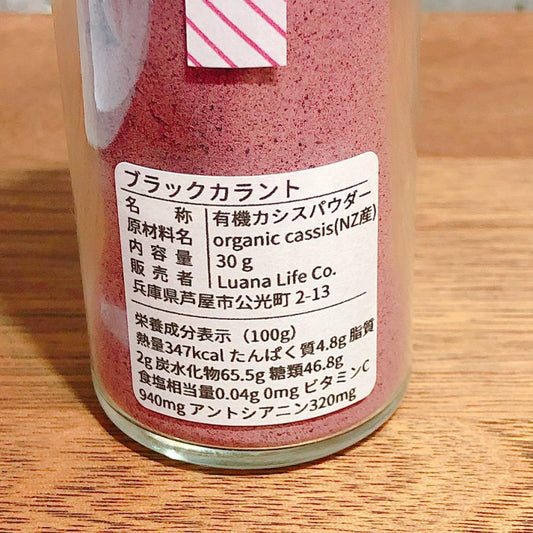 ブラックカラント
名 称 有機カシスパウダー
原材料名 organic cassis(NZ産)
内 容 量 30 g
販 売 者 Luana Life Co.
兵庫県芦屋市公光町 2-13
栄養成分表示（100g）
熱量347kcal たんぱく質4.8g 脂質
2g 炭水化物65.5g 糖類46.8g
食塩相当量0.04g 0mg ビタミンC
940mg アントシアニン320mg